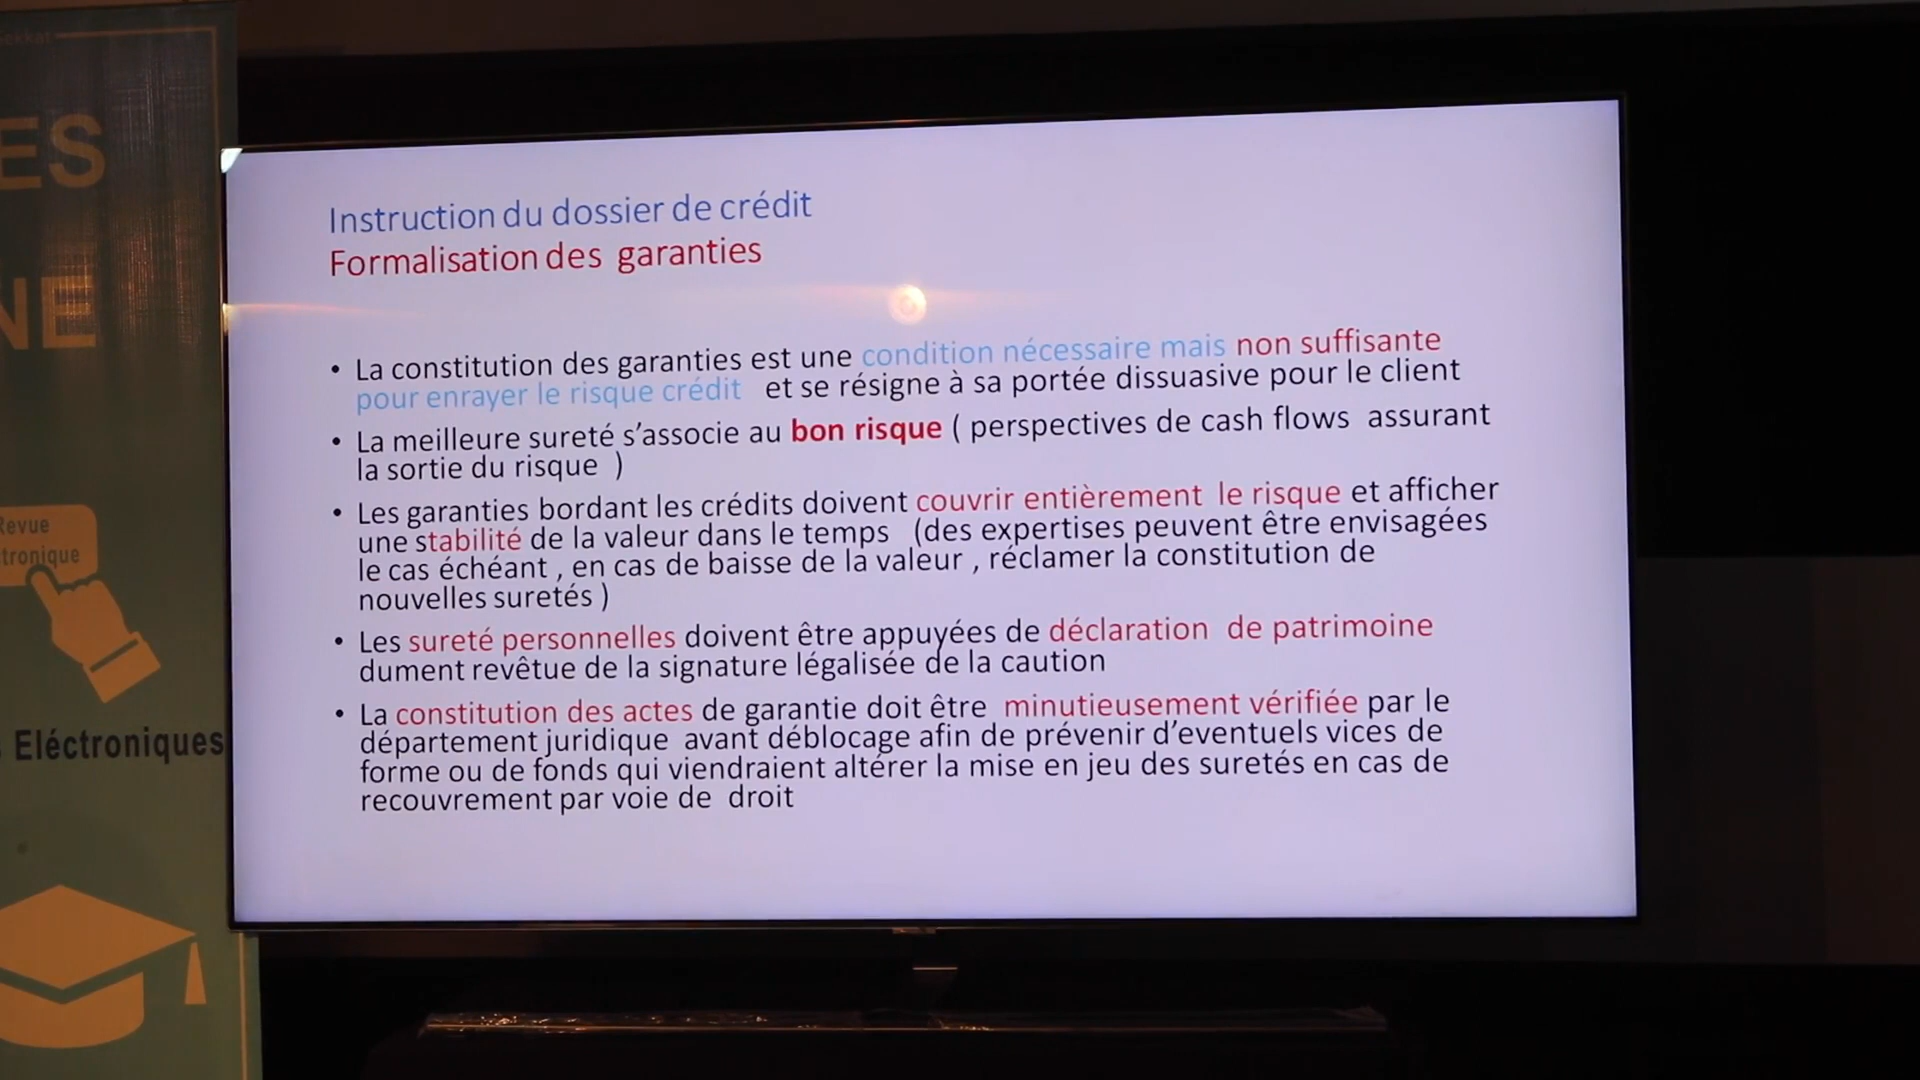 ES
NE
Revue
tronique
Eléctroniques
Instruction du dossier de crédit
Formalisation des garanties
• La constitution des garanties est une condition nécessaire mais non suffisante
pour enrayer le risque crédit et se résigne à sa portée dissuasive pour le client
• La meilleure sureté s’associe au bon risque ( perspectives de cash flows assurant
la sortie du risque )
• Les garanties bordant les crédits doivent couvrir entièrement le risque et afficher
une stabilité de la valeur dans le temps (des expertises peuvent être envisagées
le cas échéant , en cas de baisse de la valeur , réclamer la constitution de
nouvelles suretés )
• Les sureté personnelles doivent être appuyées de déclaration de patrimoine
dument revêtue de la signature légalisée de la caution
• La constitution des actes de garantie doit être minutieusement vérifiée par le
département juridique avant déblocage afin de prévenir d’eventuels vices de
forme ou de fonds qui viendraient altérer la mise en jeu des suretés en cas de
recouvrement par voie de droit